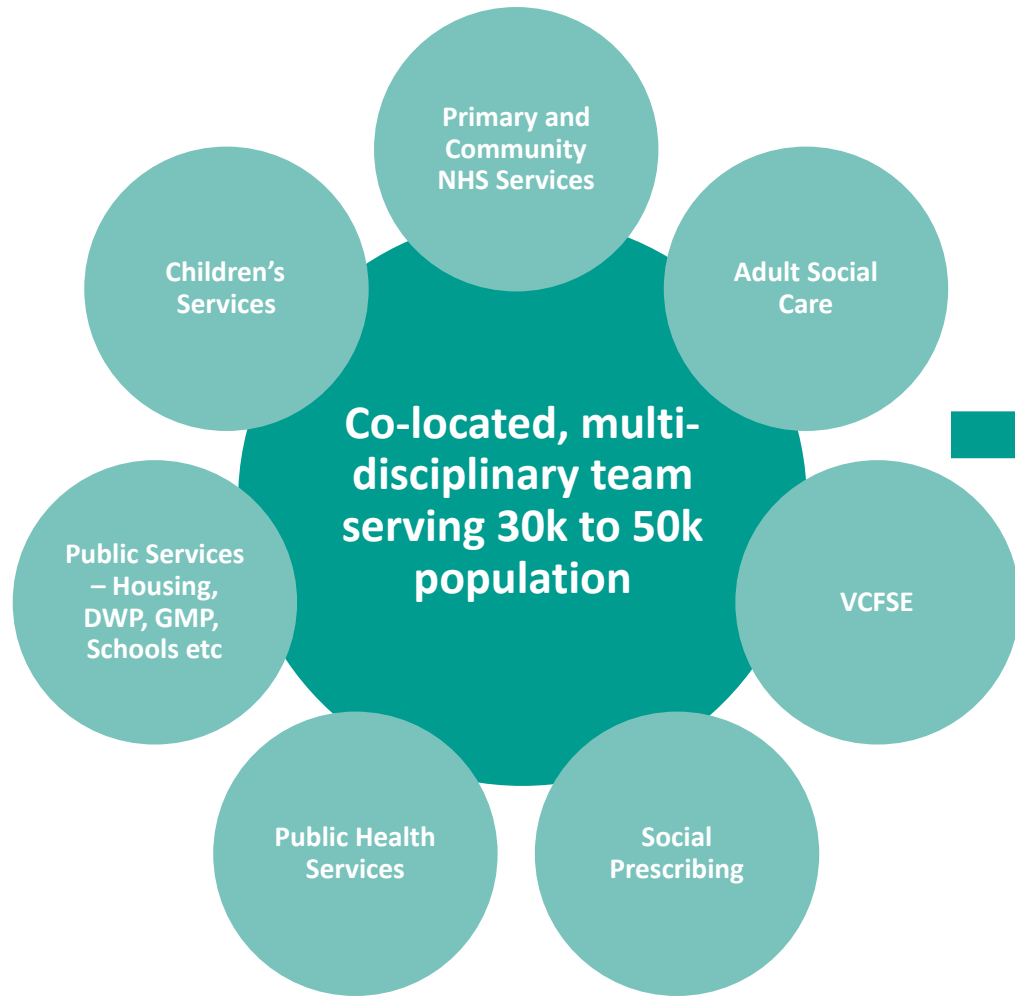 Primary and
Community
NHS Services
Children’s
Services
Adult Social
Care
Co-located, multi-
disciplinary team
serving 30k to 50k
population
Public Services
– Housing,
DWP, GMP,
Schools etc
VCFSE
Public Health
Services
Social
Prescribing